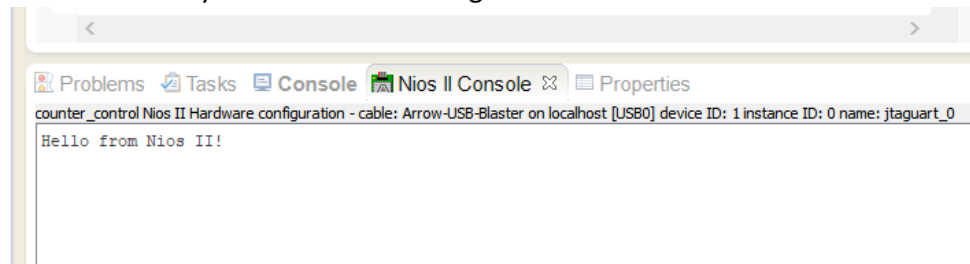 Problems Tasks Console Nios II Console Properties
counter_control Nios II Hardware configuration - cable: Arrow-USB-Blaster on localhost [USB0] device ID: 1 instance ID: 0 name: jtaguart_0
Hello from Nios II!